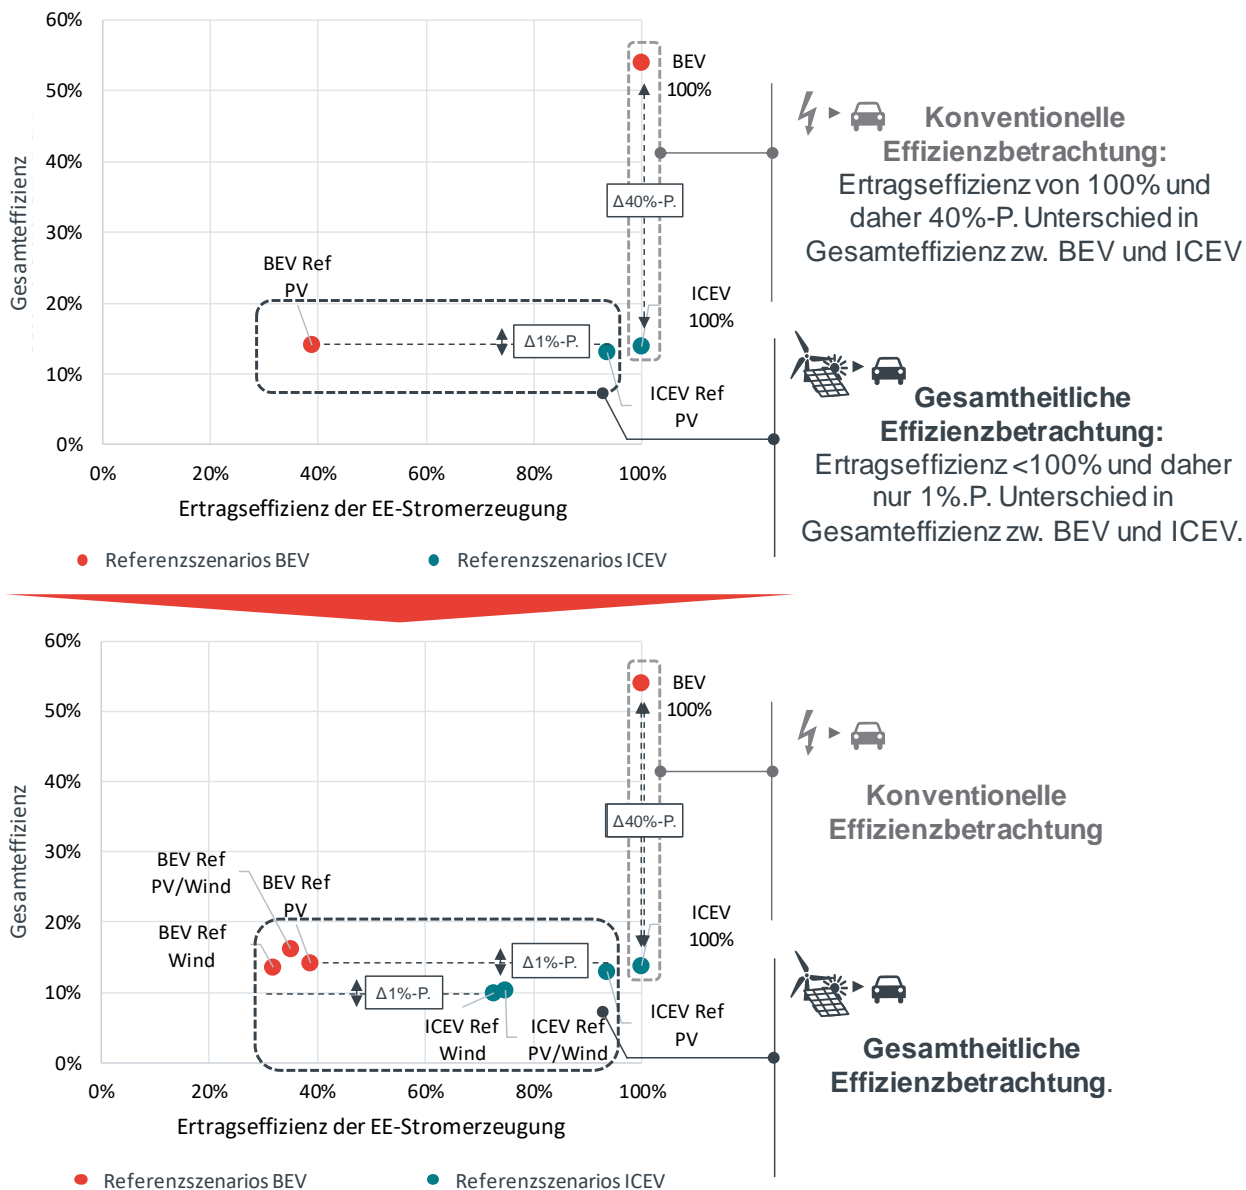 60%
50%
40%
30%
20%
10%
0%
Gesamteffizienz
0%
20%
40%
60%
80%
100%
Ertragseffizienz der EE-Stromerzeugung
BEV
100%
Δ40%-P.
BEV Ref
PV
Δ1%-P.
ICEV
100%
ICEV Ref
PV
Referenzszenarios BEV
Referenzszenarios ICEV
Konventionelle
Effizienzbetrachtung:
Ertragseffizienz von 100% und
daher 40%-P. Unterschied in
Gesamteffizienz zw. BEV und ICEV
Gesamtheitliche
Effizienzbetrachtung:
Ertragseffizienz <100% und daher
nur 1%.P. Unterschied in
Gesamteffizienz zw. BEV und ICEV.
60%
50%
40%
30%
20%
10%
0%
Gesamteffizienz
0%
20%
40%
60%
80%
100%
Ertragseffizienz der EE-Stromerzeugung
BEV
100%
Δ40%-P.
BEV Ref
PV/Wind
BEV Ref
PV
BEV Ref
Wind
Δ1%-P.
Δ1%-P.
ICEV
100%
ICEV Ref
Wind
ICEV Ref
PV/Wind
ICEV Ref
PV
Referenzszenarios BEV
Referenzszenarios ICEV
Konventionelle
Effizienzbetrachtung
Gesamtheitliche
Effizienzbetrachtung.